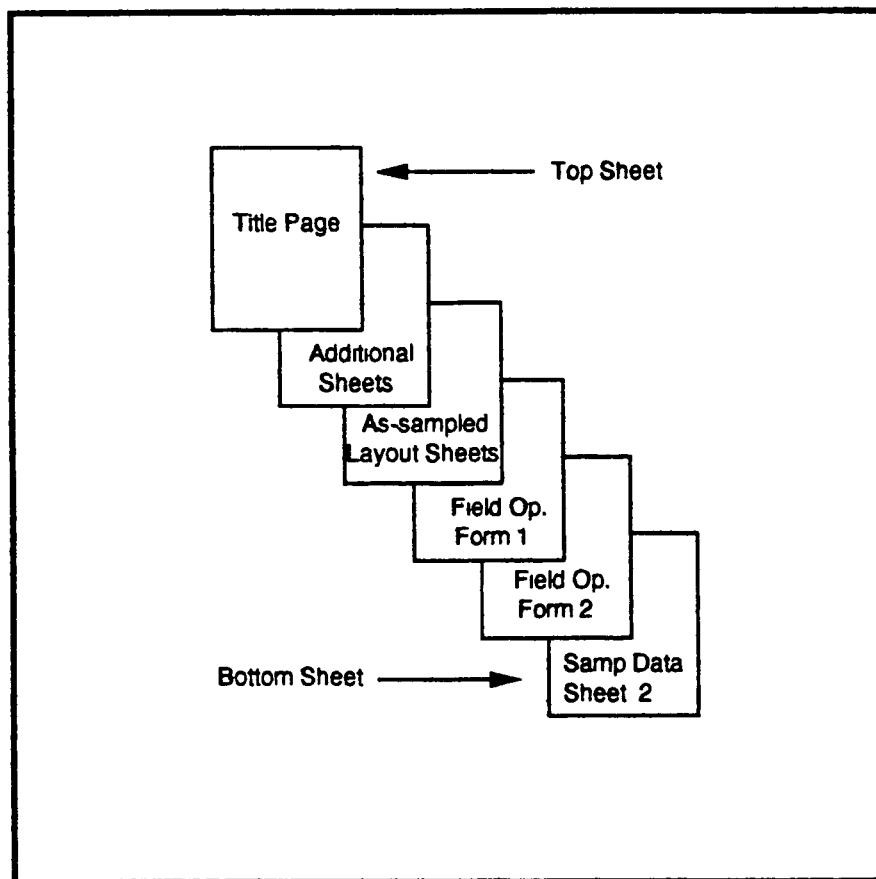 Top Sheet
Title Page
Additional
Sheets
As-sampled
Layout Sheets
Field Op.
Form 1
Field Op.
Form 2
Samp Data
Sheet 2
Bottom Sheet